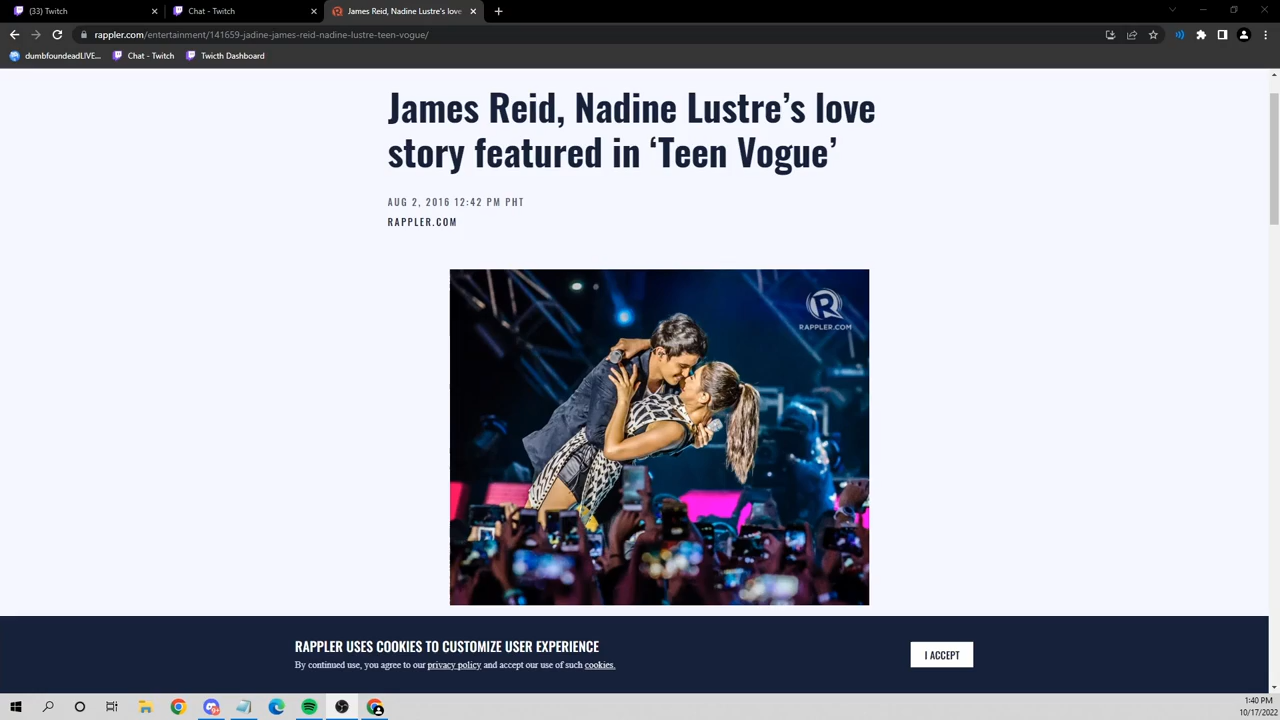 (33) Twitch
Chat - Twitch
James Reid, Nadine Lustre's love
rappler.com/entertainment/141659-jadine-james-reid-nadine-lustre-teen-vogue/
dumbfoundeadLIVE...
Chat - Twitch
Twicth Dashboard
James Reid, Nadine Lustre’s love
story featured in ‘Teen Vogue’
AUG 2, 2016 12:42 PM PHT
RAPPLER.COM
R
RAPPLER.COM
RAPPLER USES COOKIES TO CUSTOMIZE USER EXPERIENCE
By continued use, you agree to our privacy policy and accept our use of such cookies.
I ACCEPT
1:40 PM
10/17/2022